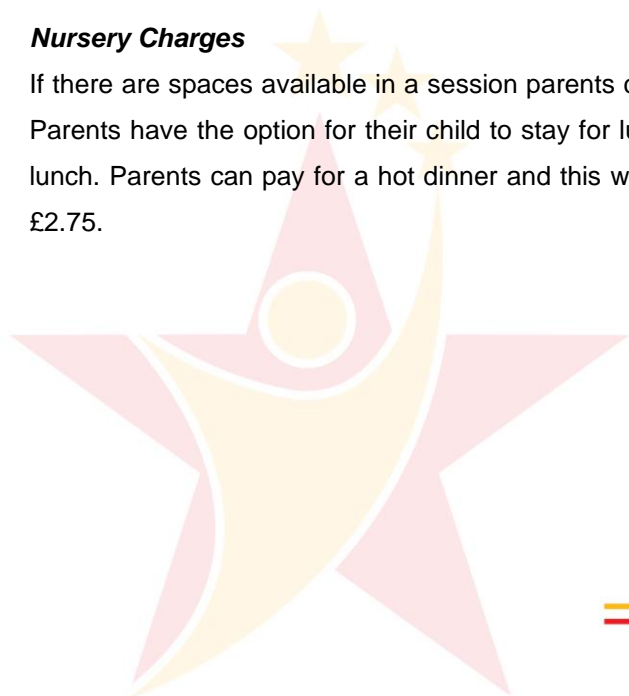 Nursery Charges
If there are spaces available in a session parents
Parents have the option for their child to stay for
lunch. Parents can pay for a hot dinner and this
£2.75.